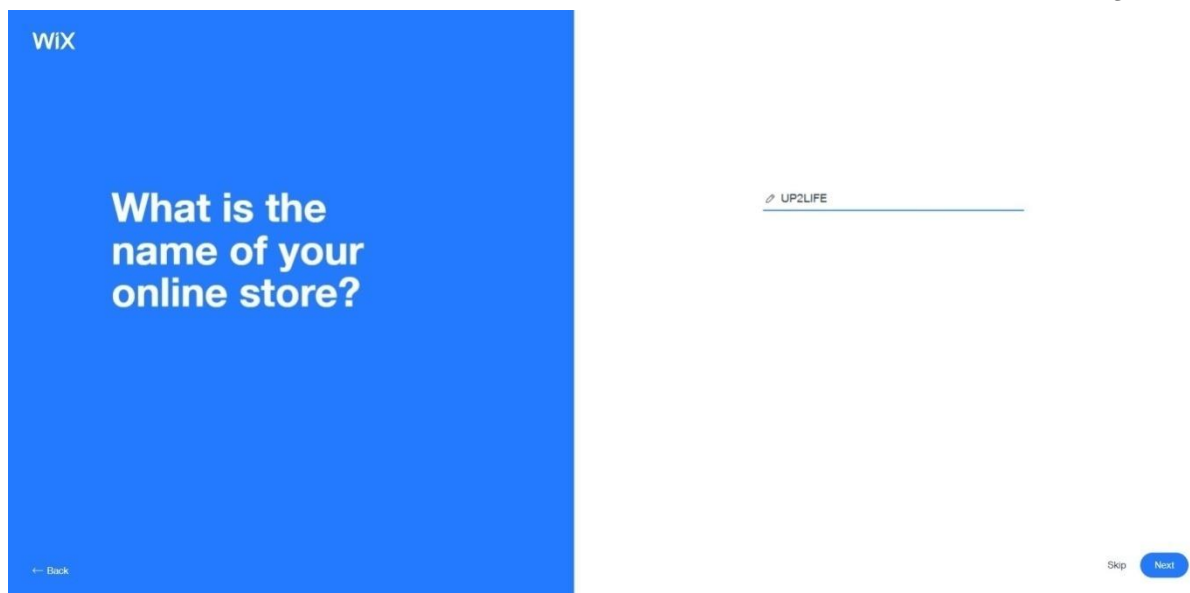 WiX
What is the
name of your
online store?
UP2LIFE
← Back
Skip
Next